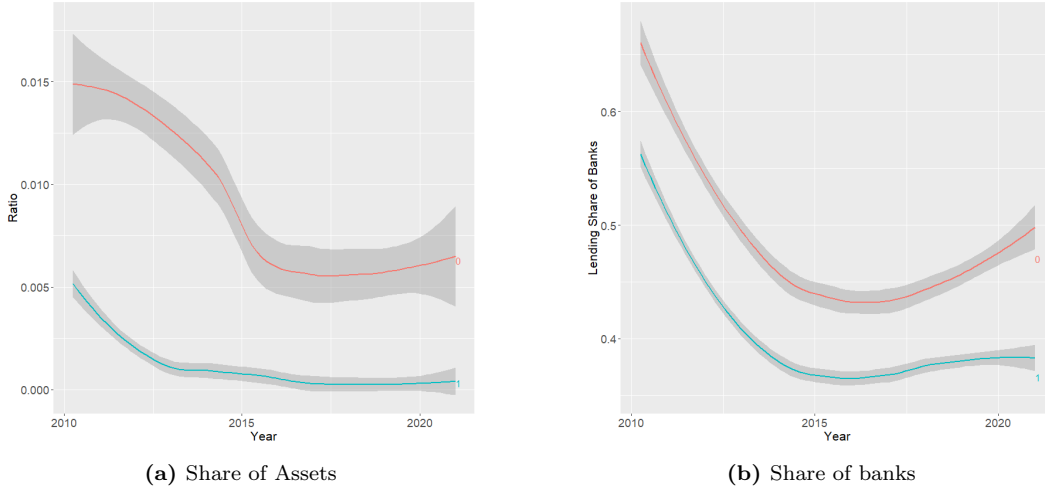 Ratio
0.015
0.010
0.005
0.000
0
1
2010
2015
2020
Year
(a) Share of Assets
Lending Share of Banks
0.6
0.5
0.4
0
1
2010
2015
2020
Year
(b) Share of banks